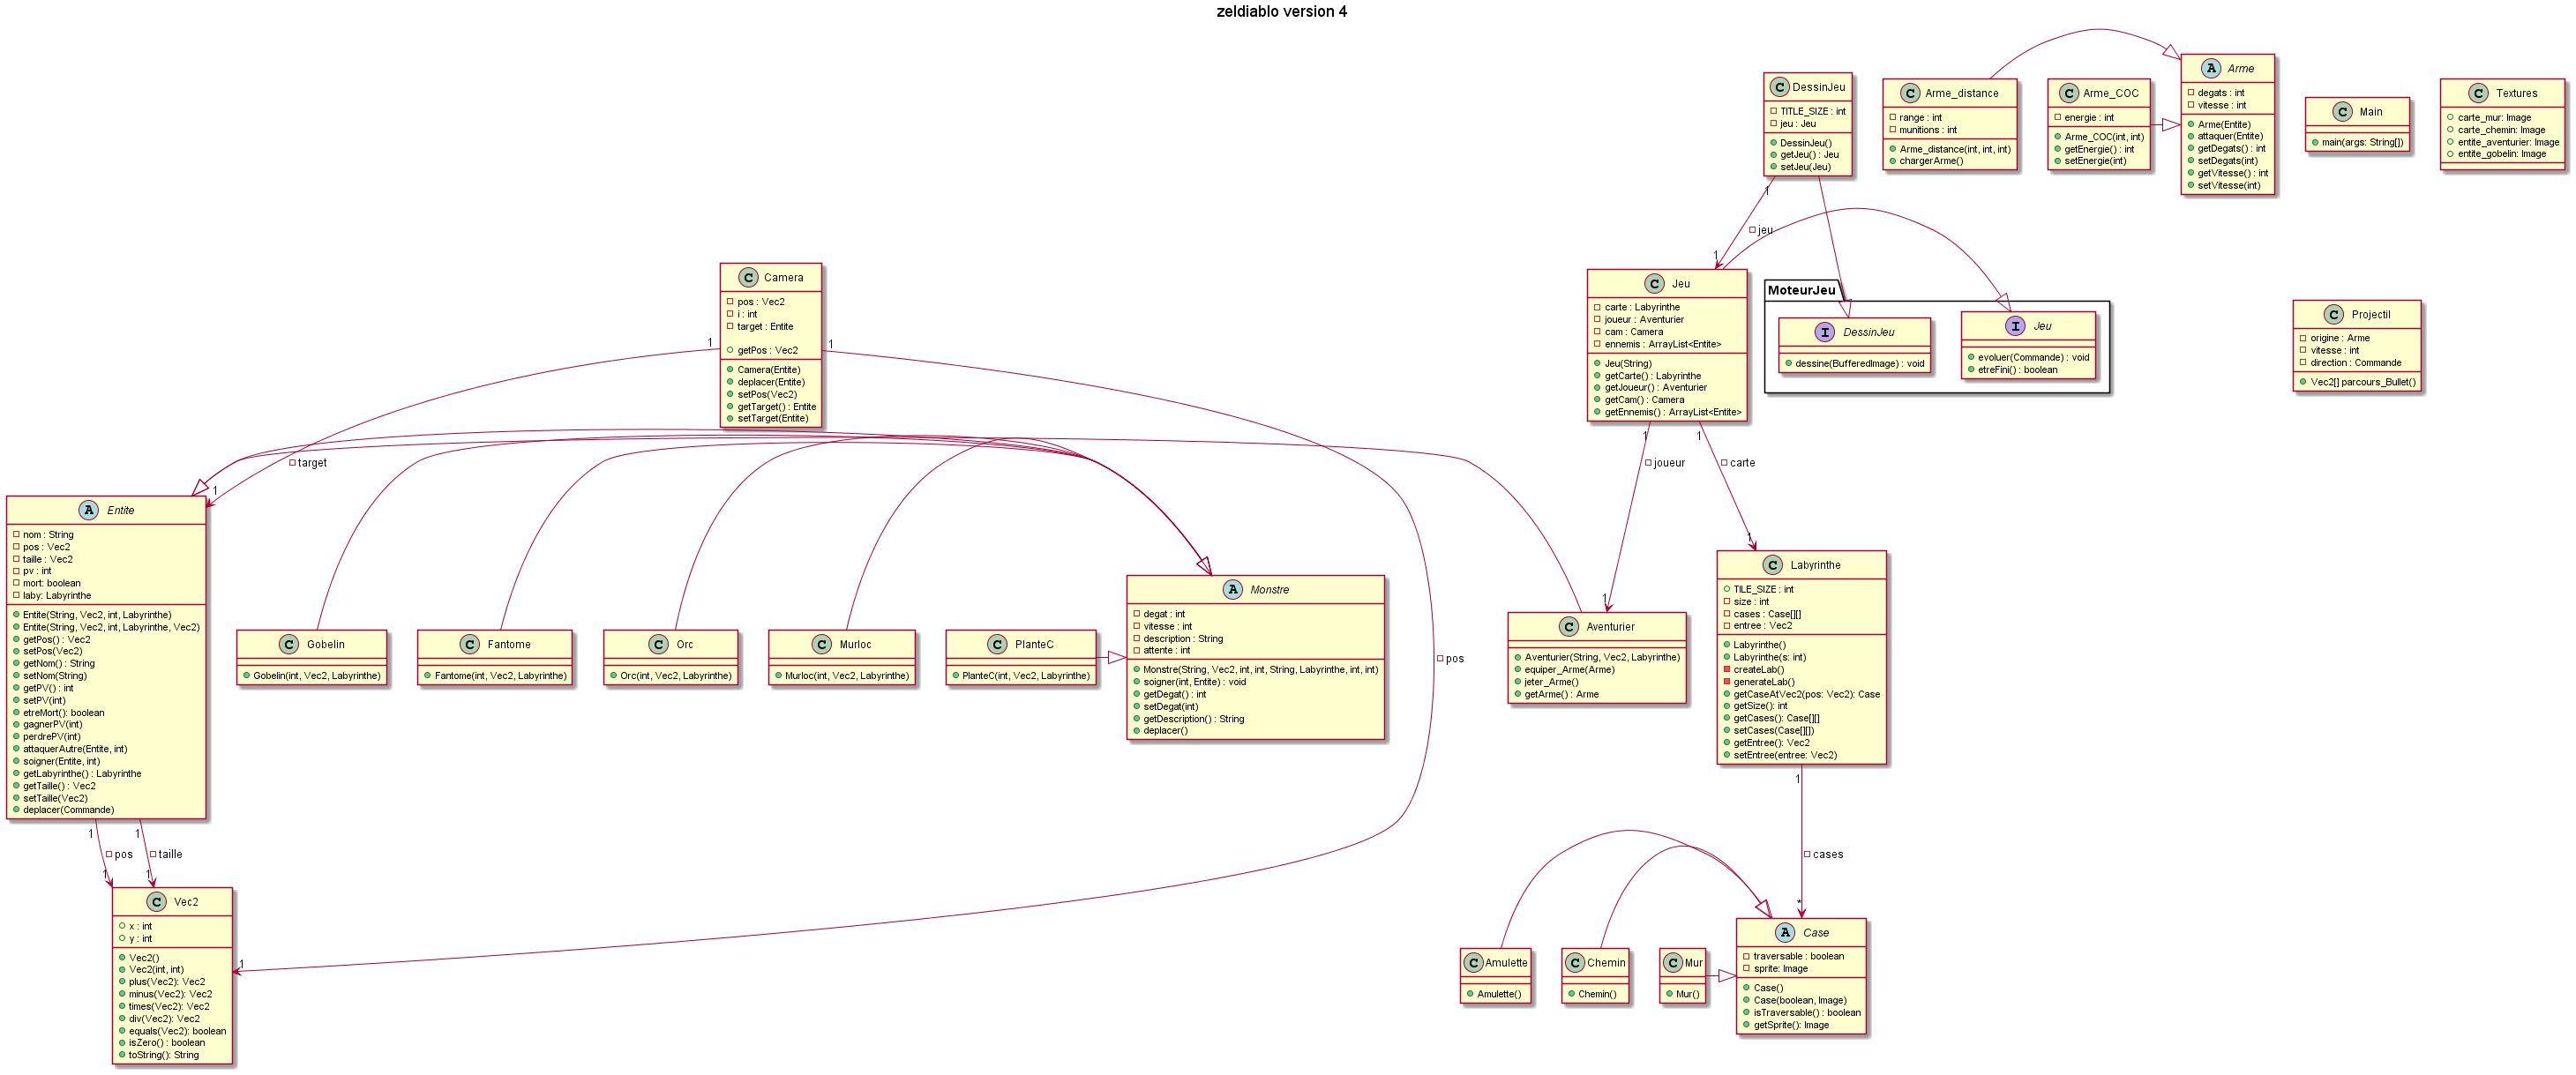 zeldiablo version 4
DessinJeu
TITLE_SIZE : int
jeu : Jeu
DessinJeu()
getJeu() : Jeu
setJeu(Jeu)
Arme_distance
range : int
munitions : int
Arme_distance(int, int, int)
chargerArme()
Arme_COC
energie : int
Arme_COC(int, int)
getEnergie() : int
setEnergie(int)
Arme
degats : int
vitesse : int
Arme(Entite)
attaquer(Entite)
getDegats() : int
setDegats(int)
getVitesse() : int
setVitesse(int)
Main
main(args: String[])
Textures
carte_mur: Image
carte_chemin: Image
entite_aventurier: Image
entite_gobelin: Image
1
jeu
1
Camera
pos : Vec2
i : int
target : Entite
getPos : Vec2
Camera(Entite)
deplacer(Entite)
setPos(Vec2)
getTarget() : Entite
setTarget(Entite)
Jeu
carte : Labyrinthe
joueur : Aventurier
cam : Camera
ennemis : ArrayList<Entite>
Jeu(String)
getCarte() : Labyrinthe
getJoueur() : Aventurier
getCam() : Camera
getEnnemis() : ArrayList<Entite>
MoteurJeu
DessinJeu
dessine(BufferedImage) : void
Jeu
evoluer(Commande) : void
etreFini() : boolean
Projectil
origine : Arme
vitesse : int
direction : Commande
Vec2[] parcours_Bullet()
1
1
target
1
1
joueur
1
1
carte
1
pos
1
Entite
nom : String
pos : Vec2
taille : Vec2
pv : int
mort: boolean
laby: Labyrinthe
Entite(String, Vec2, int, Labyrinthe)
Entite(String, Vec2, int, Labyrinthe, Vec2)
getPos() : Vec2
setPos(Vec2)
getNom() : String
setNom(String)
getPV() : int
setPV(int)
etreMort(): boolean
gagnerPV(int)
perdrePV(int)
attaquerAutre(Entite, int)
soigner(Entite, int)
getLabyrinthe() : Labyrinthe
getTaille() : Vec2
setTaille(Vec2)
deplacer(Commande)
Gobelin
Gobelin(int, Vec2, Labyrinthe)
Fantome
Fantome(int, Vec2, Labyrinthe)
Orc
Orc(int, Vec2, Labyrinthe)
Murloc
Murloc(int, Vec2, Labyrinthe)
PlanteC
PlanteC(int, Vec2, Labyrinthe)
Monstre
degat : int
vitesse : int
description : String
attente : int
Monstre(String, Vec2, int, int, String, Labyrinthe, int, int)
soigner(int, Entite) : void
getDegat() : int
setDegat(int)
getDescription() : String
deplacer()
Aventurier
Aventurier(String, Vec2, Labyrinthe)
equiper_Arme(Arme)
jeter_Arme()
getArme() : Arme
Labyrinthe
TILE_SIZE : int
size : int
cases : Case[][]
entree : Vec2
Labyrinthe()
Labyrinthe(s: int)
createLab()
generateLab()
getCaseAtVec2(pos: Vec2): Case
getSize(): int
getCases(): Case[][]
setCases(Case[][])
getEntree(): Vec2
setEntree(entree: Vec2)
1
pos
1
1
taille
1
1
cases
*
Vec2
x : int
y : int
Vec2()
Vec2(int, int)
plus(Vec2): Vec2
minus(Vec2): Vec2
times(Vec2): Vec2
div(Vec2): Vec2
equals(Vec2): boolean
isZero() : boolean
toString(): String
Amulette
Amulette()
Chemin
Chemin()
Mur
Mur()
Case
traversable : boolean
sprite: Image
Case()
Case(boolean, Image)
isTraversable() : boolean
getSprite(): Image